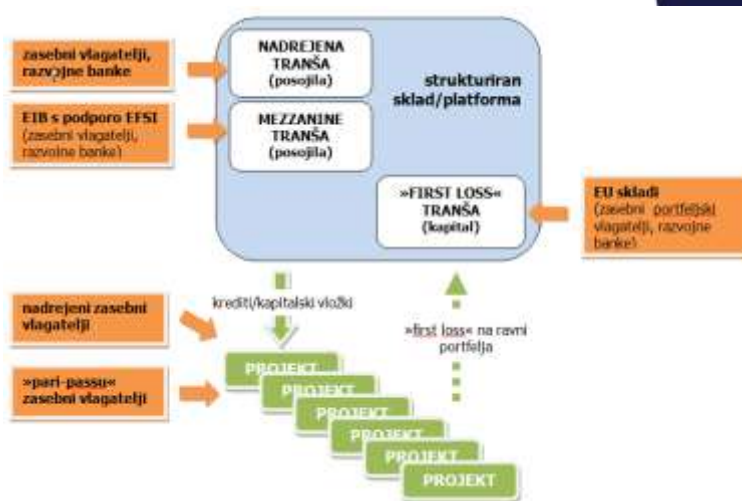 zasebni vlagatelji,
razvojne banke
NADREJENA
TRANŠA
(posojila)
strukturiran
sklad/platforma
EIB s podporo EFSI
(zasebni vlagatelji,
razvojne banke)
MEZZANINE
TRANŠA
(posojila)
»FIRST LOSS«
TRANŠA
(kapital)
EU skladi
(zasebni portfeljski
vlagatelji, razvojne
banke)
nadrejeni zasebni
vlagatelji
krediti/kapitalski vložki
»first loss« na ravni
portfelja
»pari-passu«
zasebni vlagatelji
PROJEKT
PROJEKT
PROJEKT
PROJEKT
PROJEKT
PROJEKT